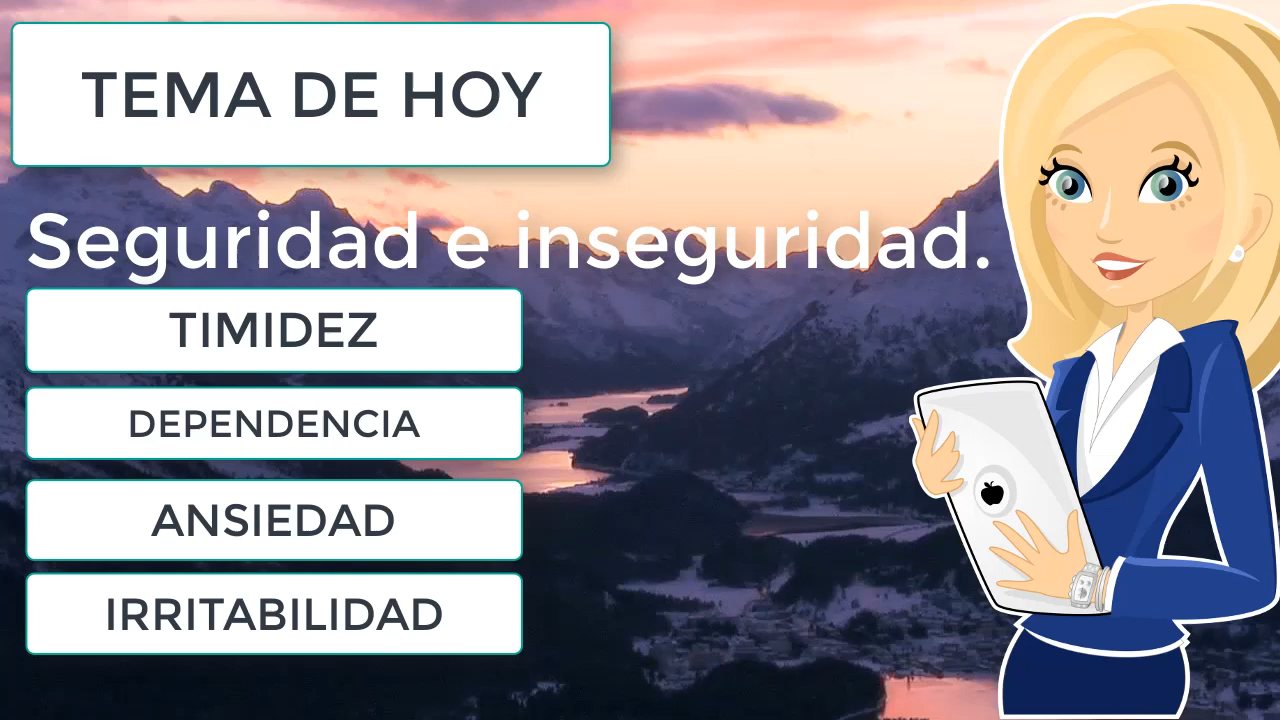 TEMA DE HOY
Seguridad e inseguridad.
TIMIDEZ
DEPENDENCIA
ANSIEDAD
IRRITABILIDAD